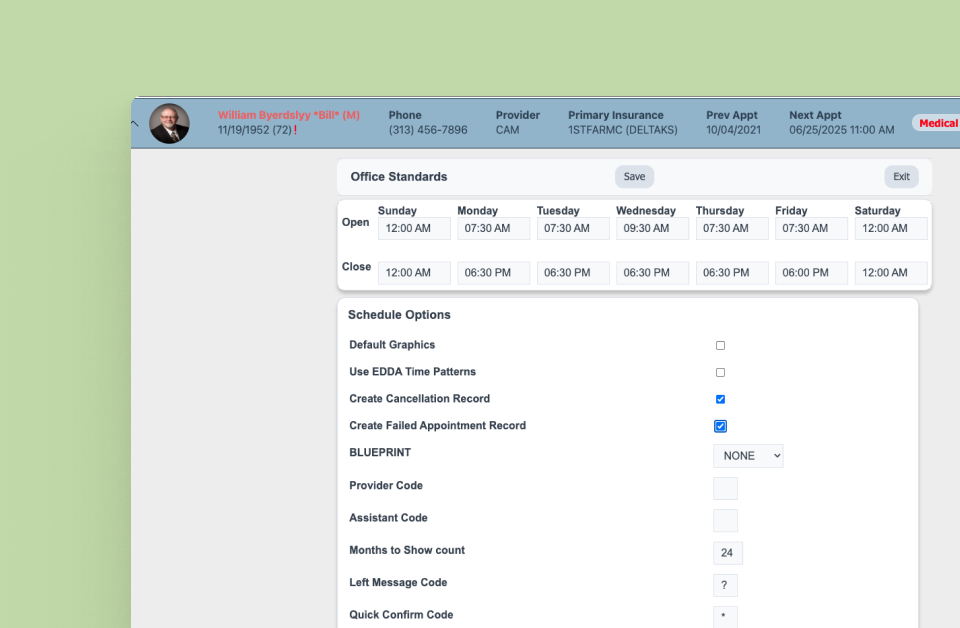 William Byerdslyy *Bill* (M)
11/19/1952 (72)!
Phone
(313) 456-7896
Provider
CAM
Primary Insurance
1STFARMC (DELTAKS)
Prev Appt
10/04/2021
Next Appt
06/25/2025 11:00 AM
Medical
Office Standards Save Exit
Sunday Monday Tuesday Wednesday Thursday Friday Saturday
Open 12:00 AM 07:30 AM 07:30 AM 09:30 AM 07:30 AM 07:30 AM 12:00 AM
Close 12:00 AM 06:30 PM 06:30 PM 06:30 PM 06:30 PM 06:00 PM 12:00 AM
Schedule Options
Default Graphics
Use EDDA Time Patterns
Create Cancellation Record
Create Failed Appointment Record
BLUEPRINT NONE
Provider Code
Assistant Code
Months to Show count 24
Left Message Code ?
Quick Confirm Code *